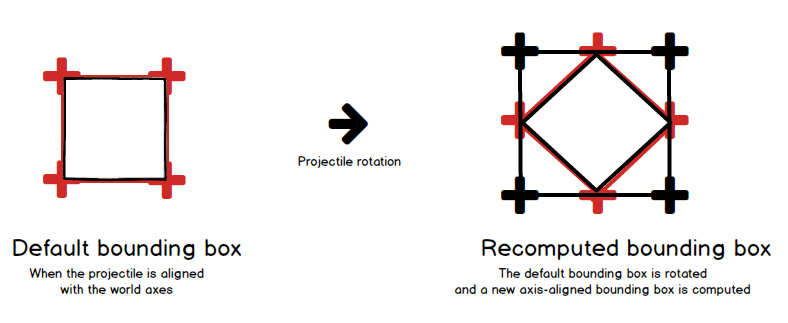 Projectile rotation
Default bounding box
When the projectile is aligned
with the world axes
Recomputed bounding box
The default bounding box is rotated
and a new axis-aligned bounding box is computed